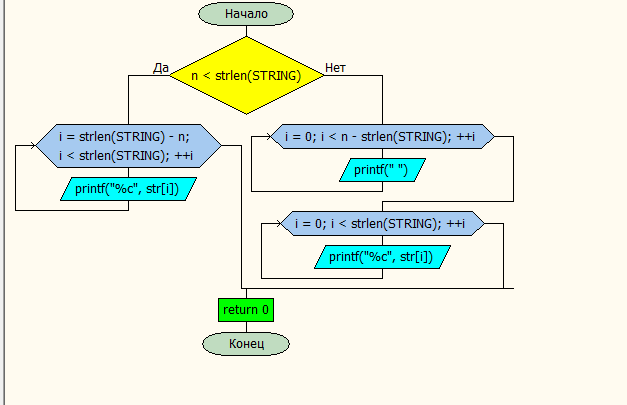 Начало
Да
n < strlen(STRING)
Нет
i = strlen(STRING) - n;
i < strlen(STRING); ++i
printf("%c", str[i])
i = 0; i < n - strlen(STRING); ++i
printf(" ")
i = 0; i < strlen(STRING); ++i
printf("%c", str[i])
return 0
Конец